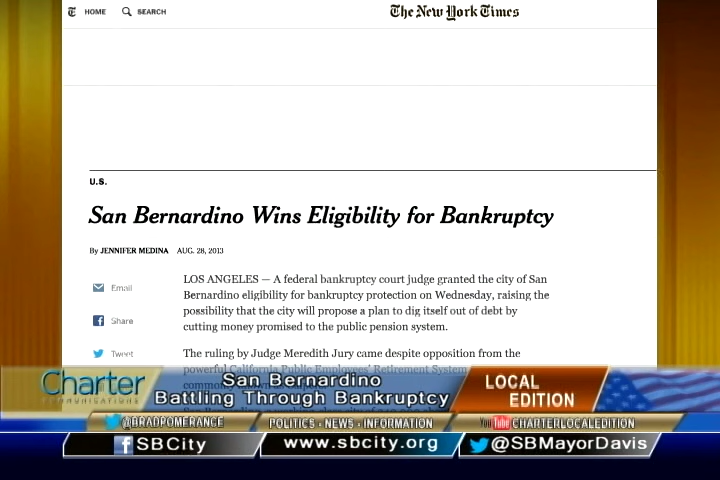 HOME
SEARCH
The New York Times
U.S.
San Bernardino Wins Eligibility for Bankruptcy
By JENNIFER MEDINA AUG. 28, 2013
Email
Share
Tweet
LOS ANGELES — A federal bankruptcy court judge granted the city of San
Bernardino eligibility for bankruptcy protection on Wednesday, raising the
possibility that the city will propose a plan to dig itself out of debt by
cutting money promised to the public pension system.
The ruling by Judge Meredith Jury came despite opposition from the
powerful California Public Employees' Retirement System
Charter
COMMUNICATIONS
San Bernardino
Battling Through Bankruptcy
LOCAL
EDITION
@BRADPOMERANCE
POLITICS • NEWS • INFORMATION
YouTube CHARTERLOCALEDITION
SBCity
www.sbcity.org
@SBMayorDavis